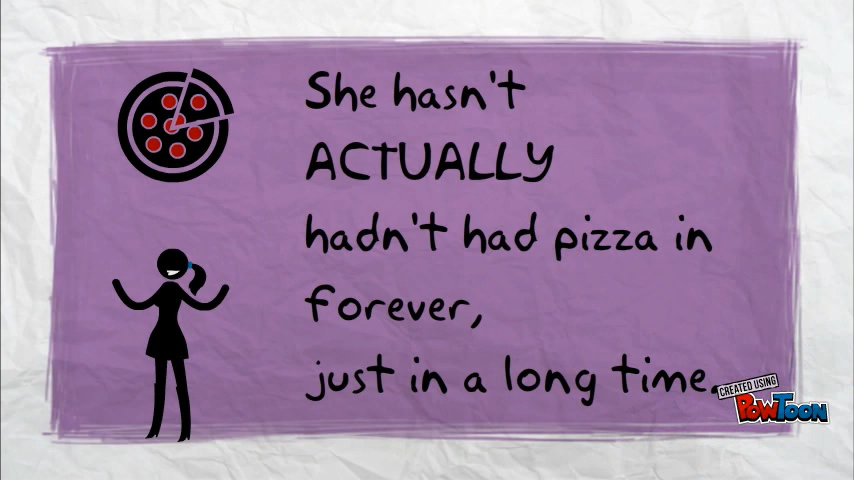 She hasn't
ACTUALLY
hadn't had pizza in
forever,
just in a long time.
CREATED USING
POWTOON